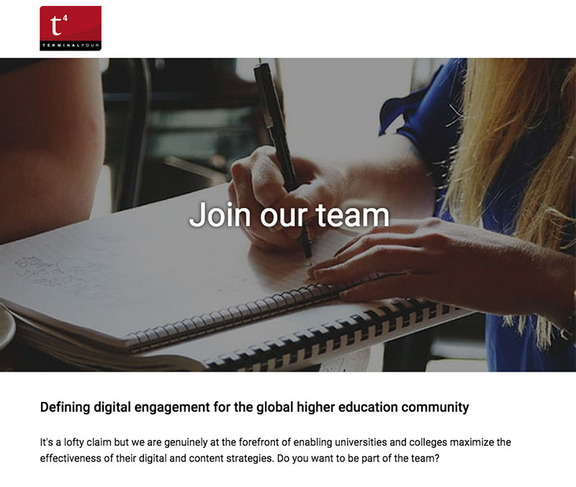 t4
TERMINALFOUR
Join our team
Defining digital engagement for the global higher education community
It's a lofty claim but we are genuinely at the forefront of enabling universities and colleges maximize the
effectiveness of their digital and content strategies. Do you want to be part of the team?